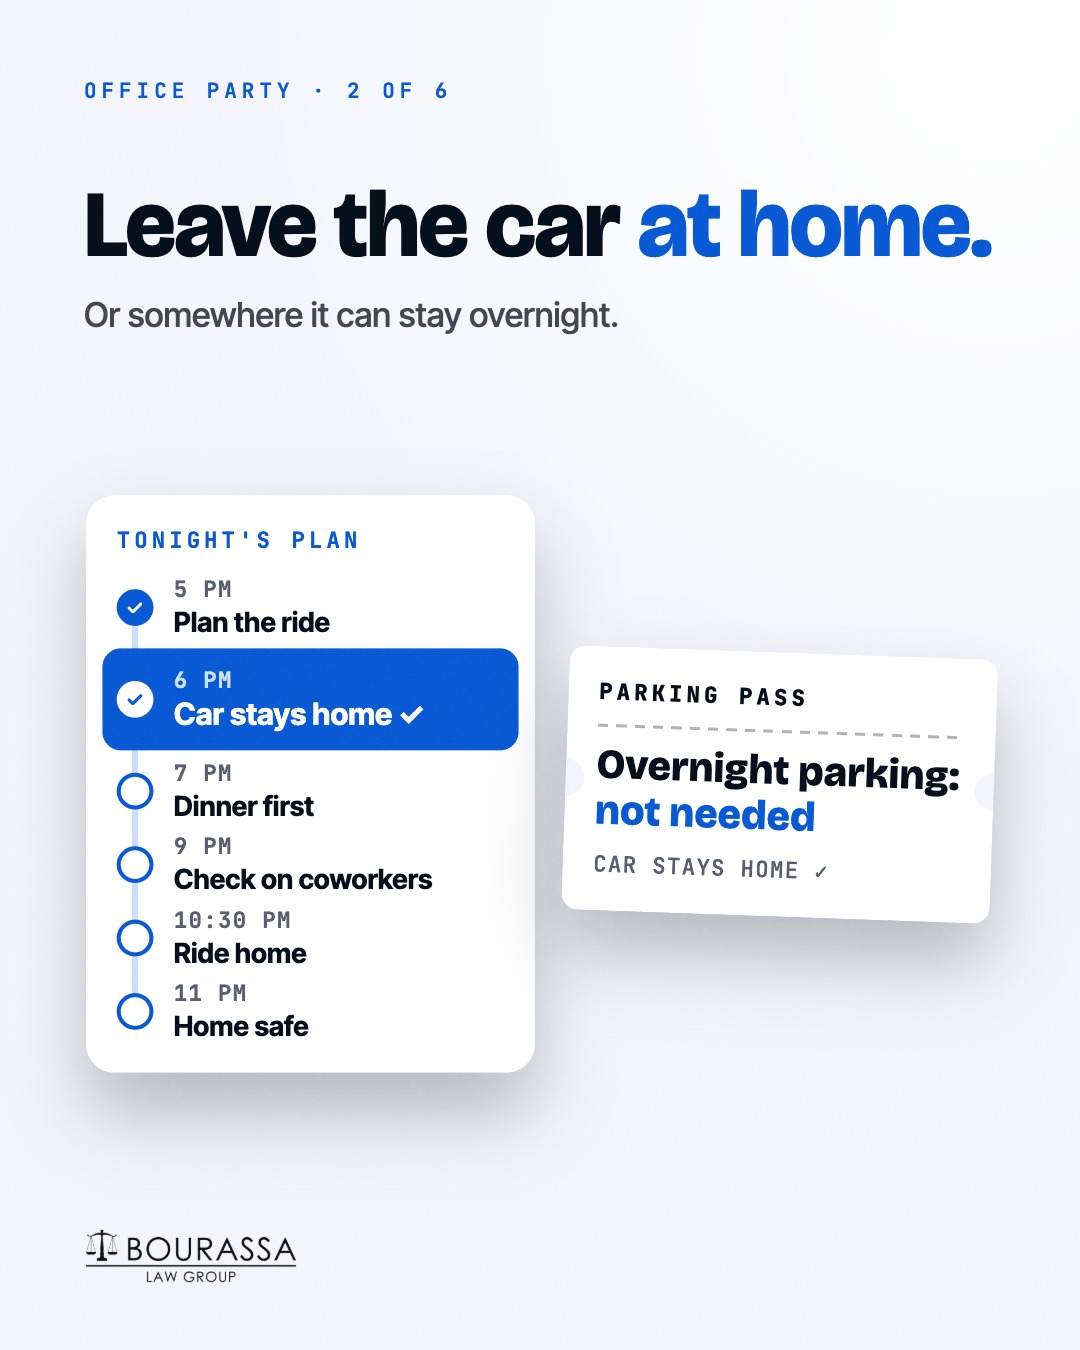 OFFICE PARTY · 2 OF 6
Leave the car at home.
Or somewhere it can stay overnight.
TONIGHT'S PLAN
5 PM
Plan the ride
6 PM
Car stays home ✓
7 PM
Dinner first
9 PM
Check on coworkers
10:30 PM
Ride home
11 PM
Home safe
PARKING PASS
Overnight parking:
not needed
CAR STAYS HOME ✓
BOURASSA
LAW GROUP